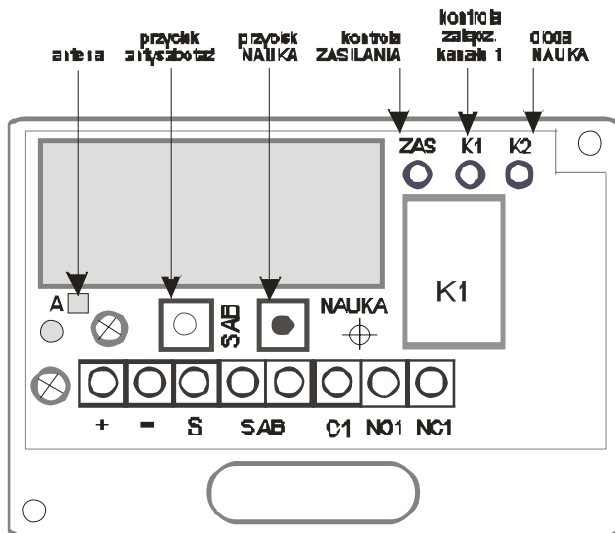 antena
przycisk
antysabotaż
przycisk
NAUKA
kontrola
ZASILANIA
kontrola
załącz.
kanału 1
dioda
NAUKA
ZAS K1 K2
K1
A
SAB
NAUKA
+ - S SAB C1 NO1 NC1